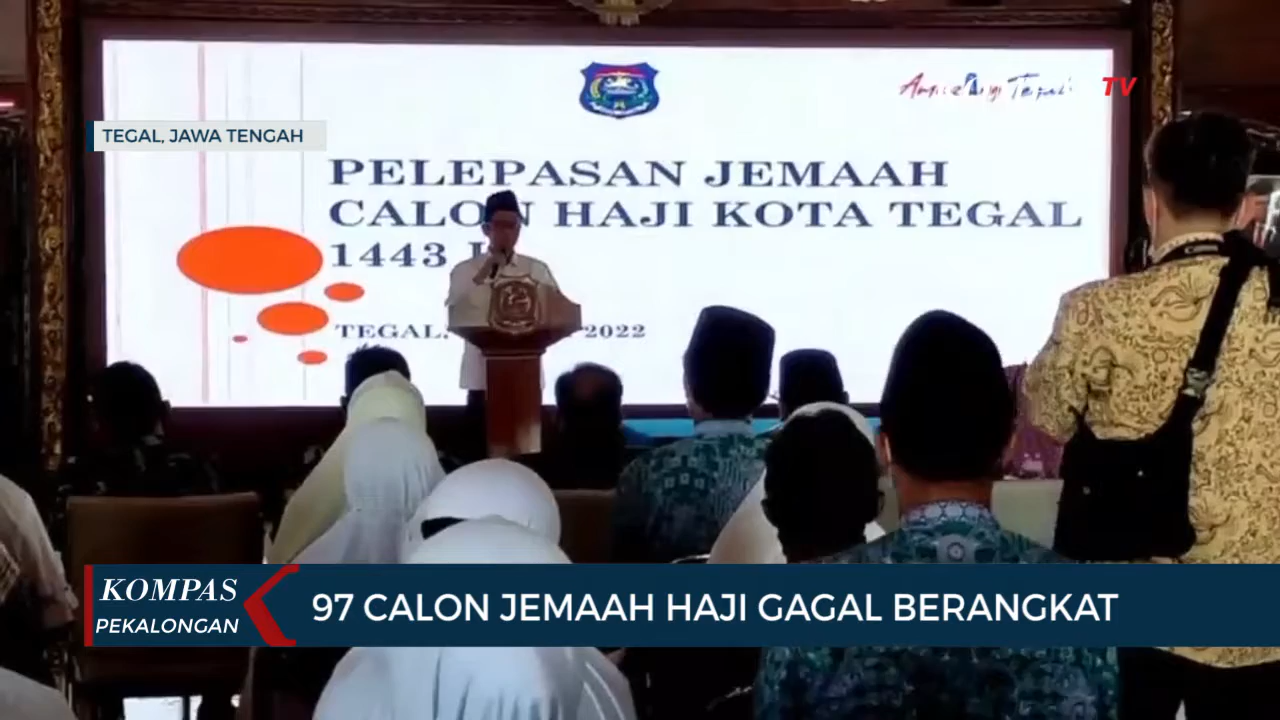 TV
TEGAL, JAWA TENGAH
PELEPASAN JEMAAH
CALON HAJI KOTA TEGAL
1443
TEGAL, 2022
KOMPAS
PEKALONGAN
97 CALON JEMAAH HAJI GAGAL BERANGKAT